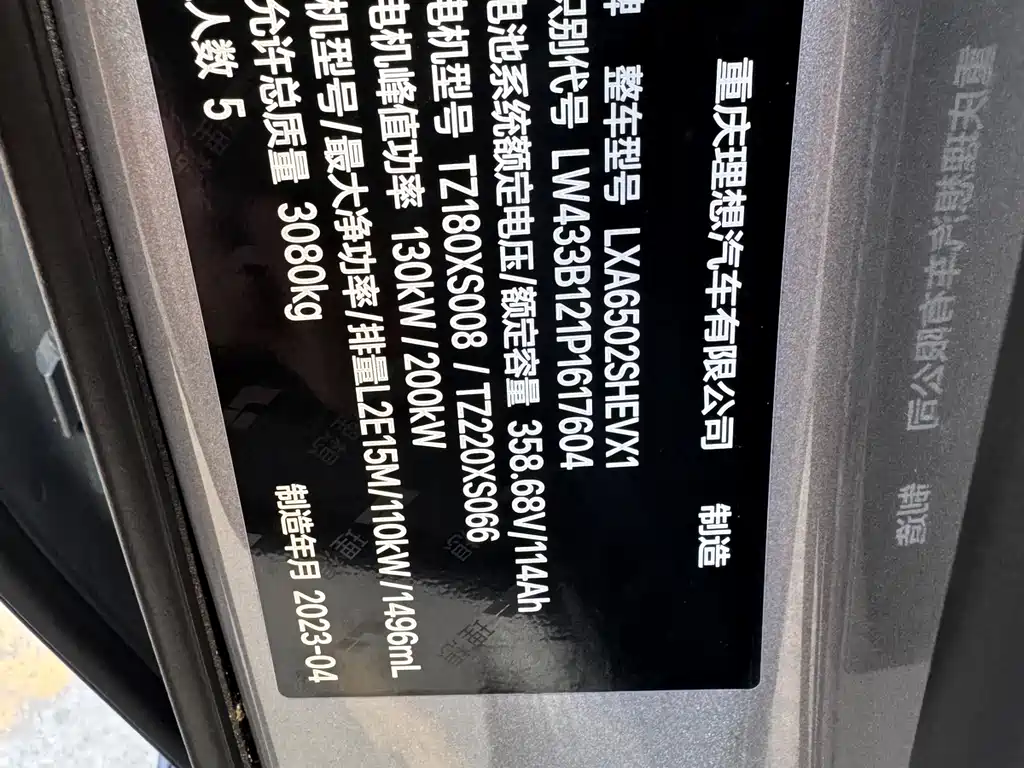 重庆理想汽车有限公司 制造
牌 整车型号 LXA6502SHEVX1
识别代号 LW433B121P1617604
电池系统额定电压/额定容量 358.68V/114Ah
电机型号 TZ180XS008 / TZ220XS066
电机峰值功率 130kW / 200kW
机型号/最大净功率/排量L2E15M/110kW/1496mL
允许总质量 3080kg 制造年月 2023-04
人数 5